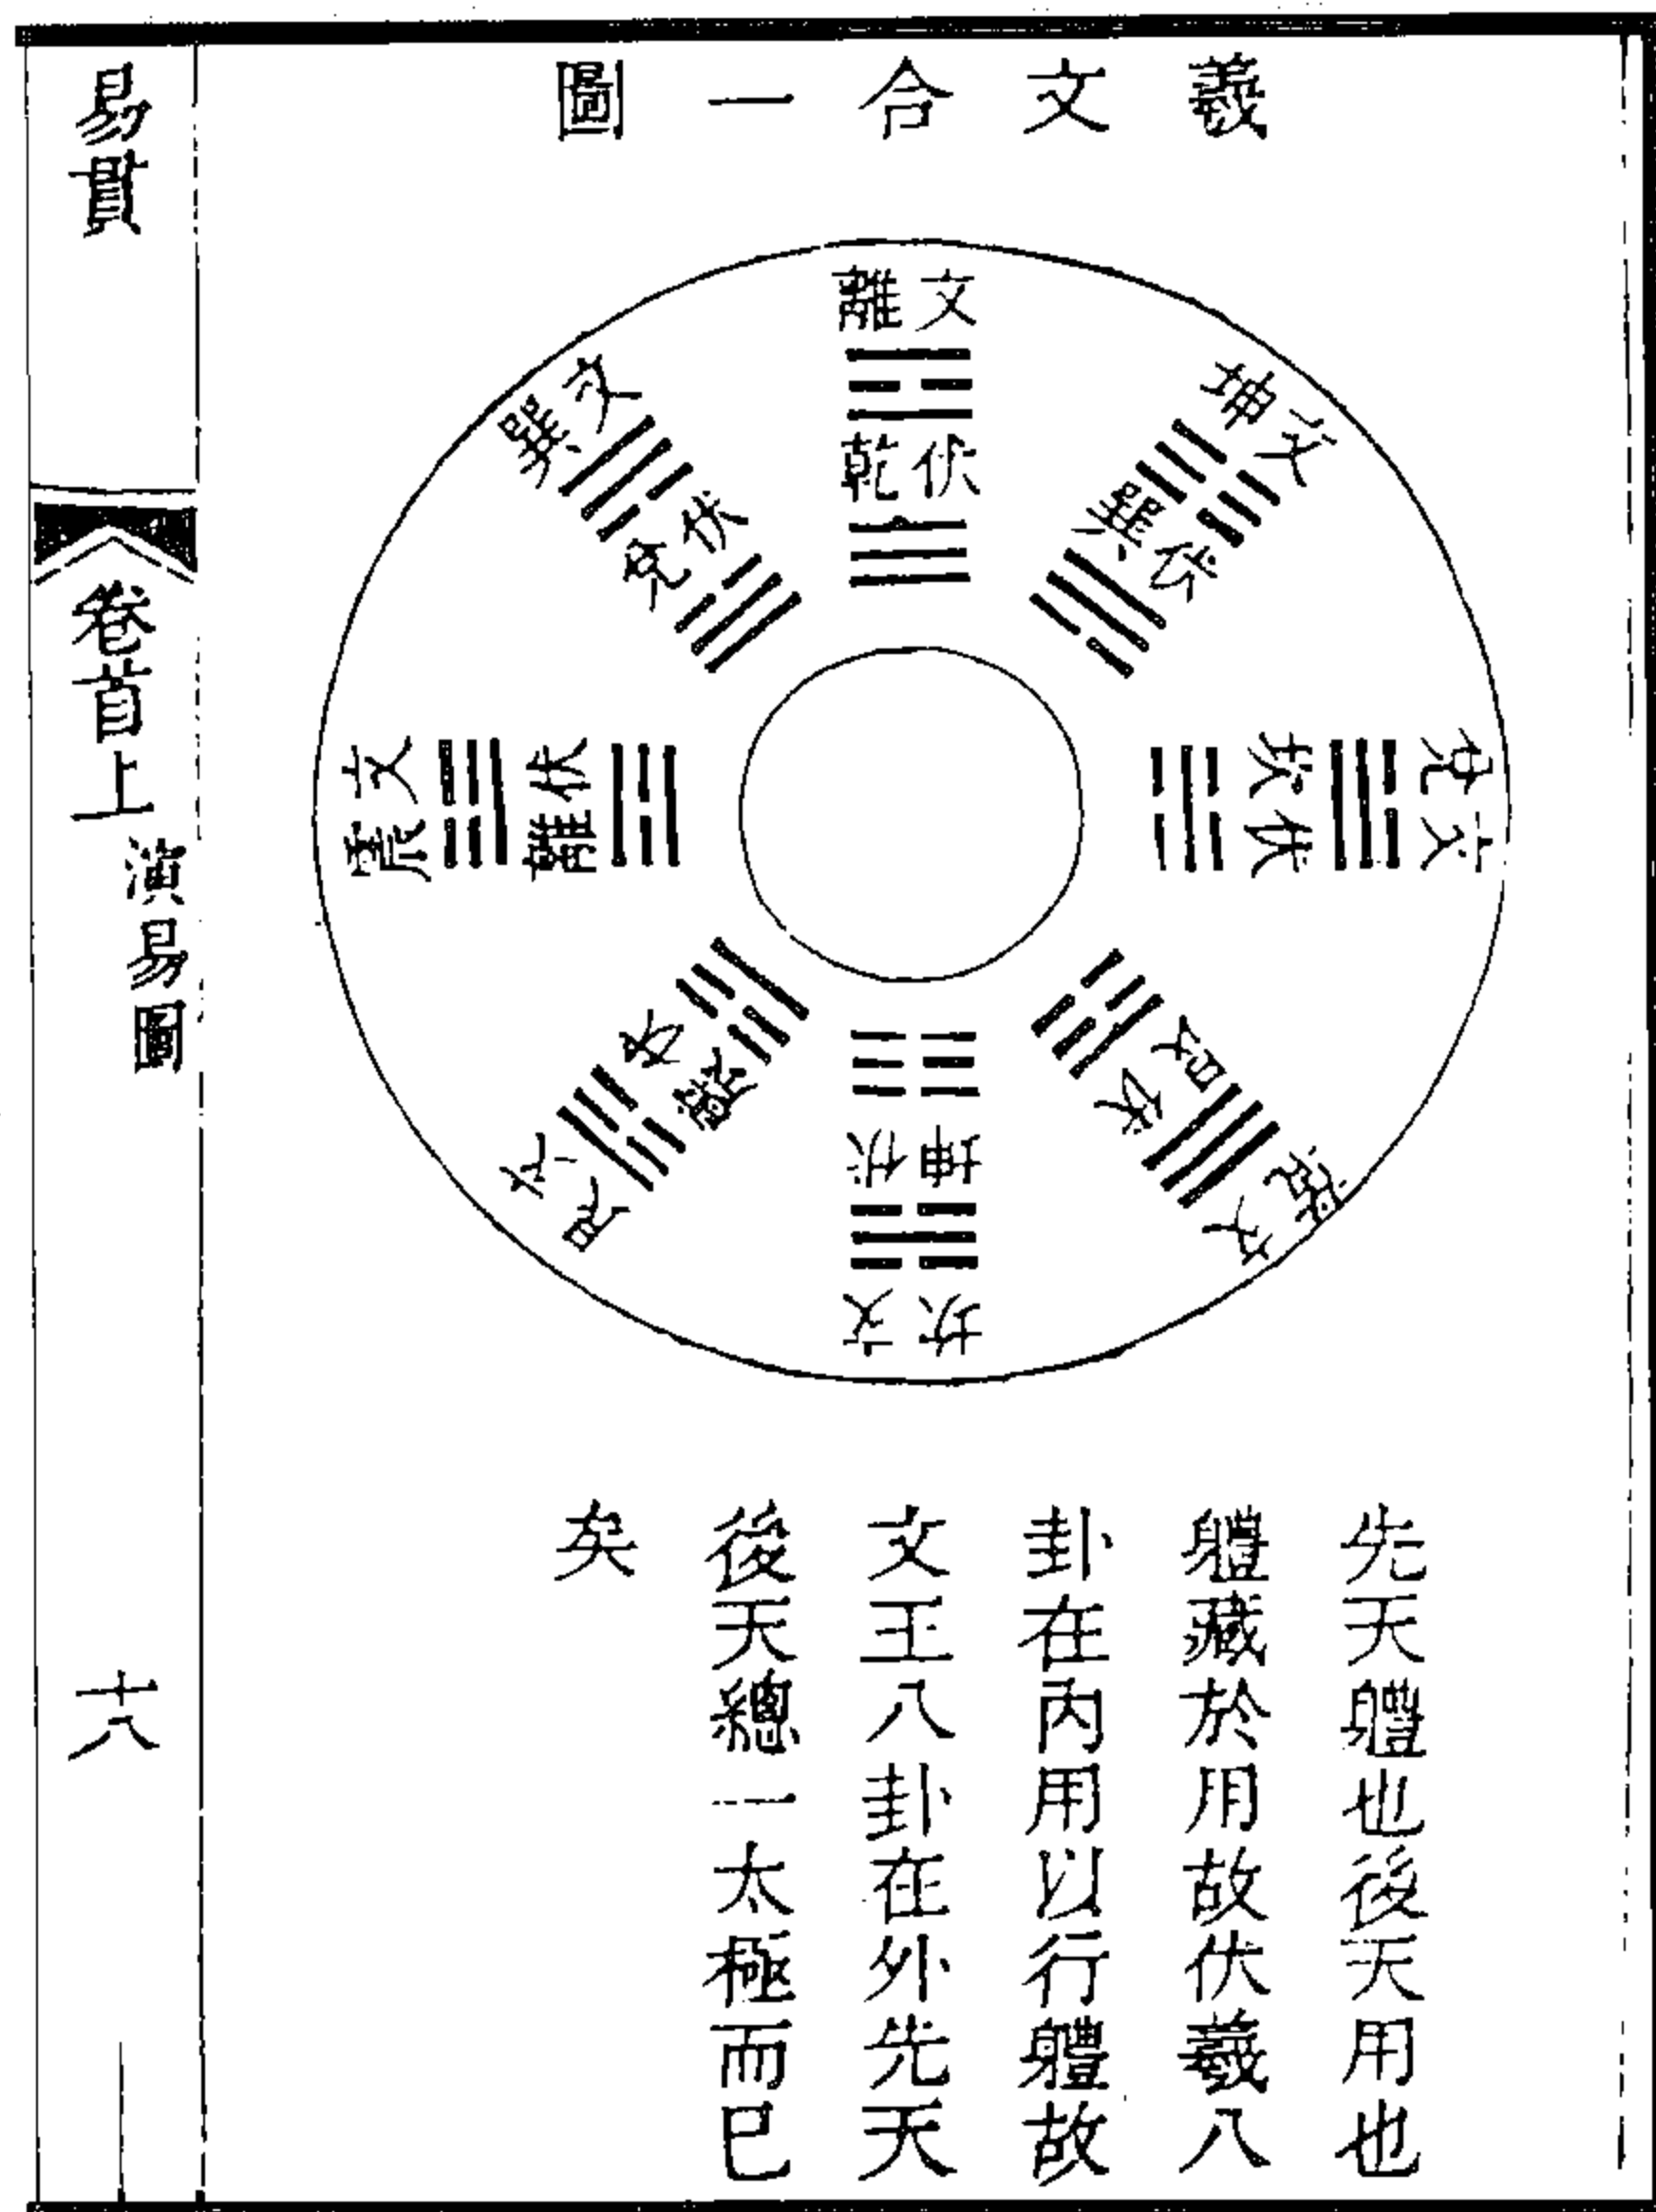 羲文合一圖
文離
伏乾
文坤
伏巽
文兌
伏坎
文乾
伏艮
文坎
伏坤
文艮
伏震
文震
伏離
文巽
伏兌
先天軆也後天用也
軆藏於用故伏羲八
卦在內用以行軆故
文王八卦在外先天
後天總一太極而已
矣
易貫
卷首上
演易圖
十八